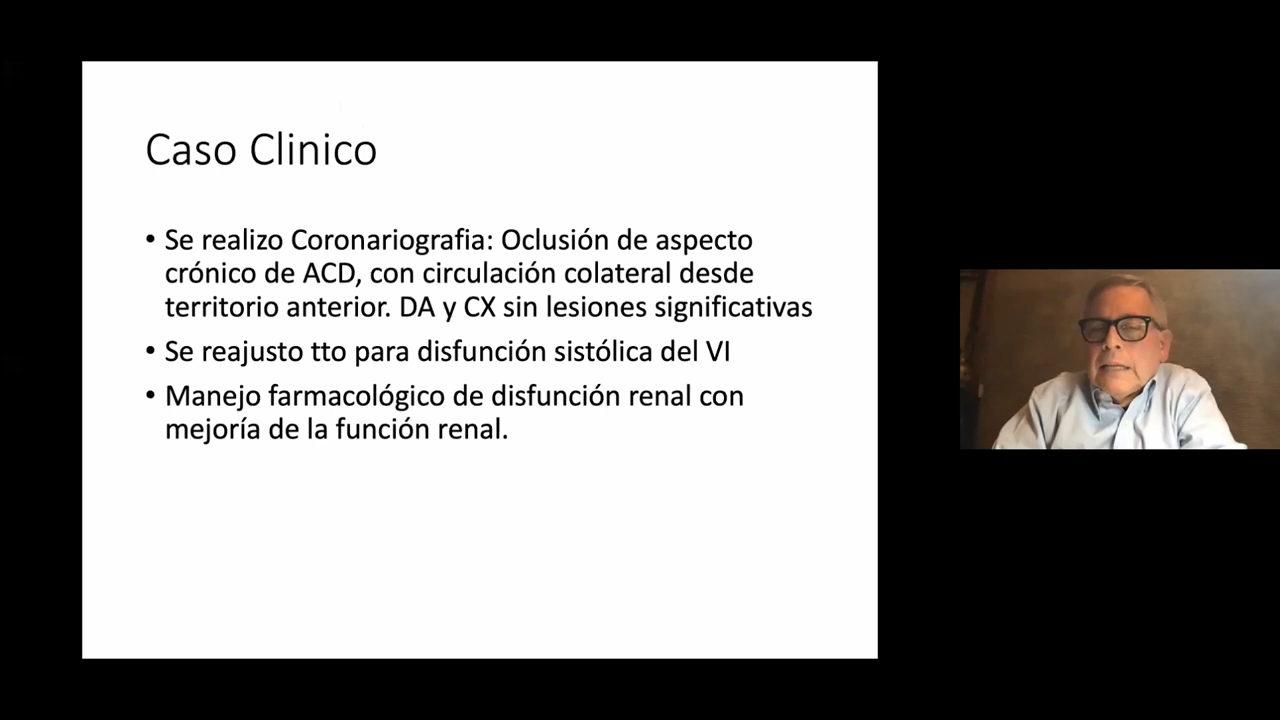 Caso Clinico
• Se realizo Coronariografia: Oclusión de aspecto
crónico de ACD, con circulación colateral desde
territorio anterior. DA y CX sin lesiones significativas
• Se reajusto tto para disfunción sistólica del VI
• Manejo farmacológico de disfunción renal con
mejoría de la función renal.